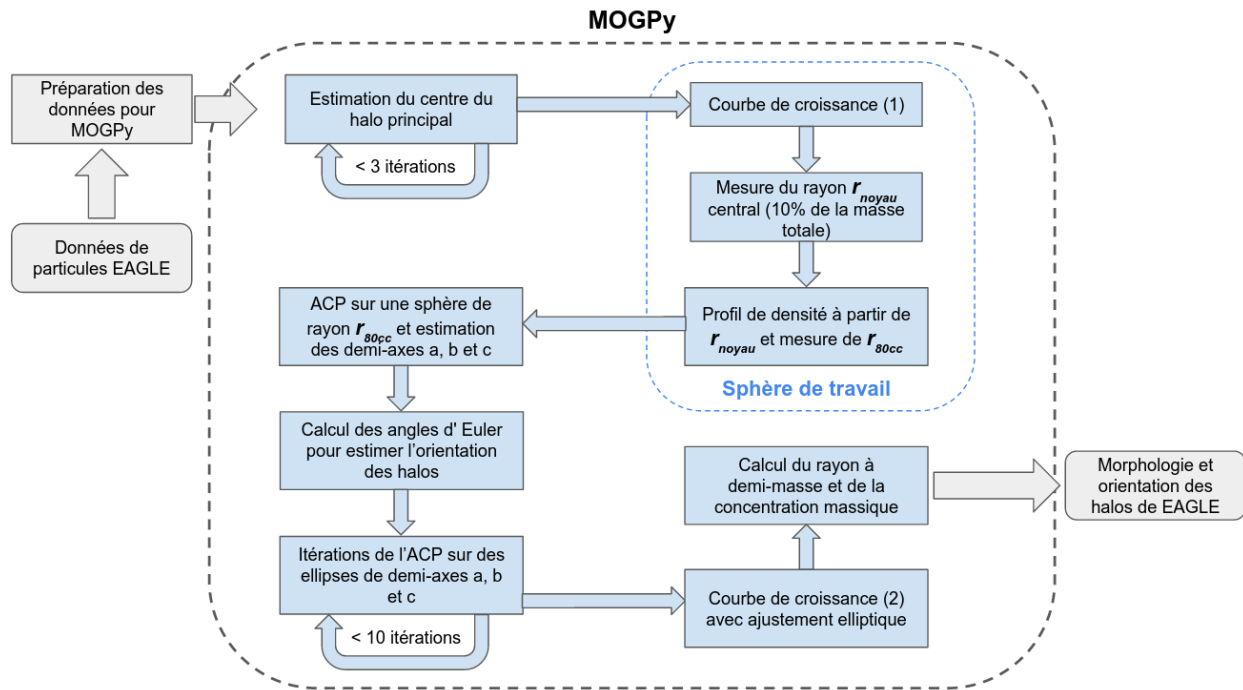 MOGPy
Préparation des
données pour
MOGPy
Données de
particules EAGLE
Estimation du centre du
halo principal
< 3 itérations
Courbe de croissance (1)
Mesure du rayon r_noyau
central (10% de la masse
totale)
Profil de densité à partir de
r_noyau et mesure de r_80cc
Sphère de travail
ACP sur une sphère de
rayon r_80cc et estimation
des demi-axes a, b et c
Calcul des angles d' Euler
pour estimer l'orientation
des halos
Itérations de l'ACP sur des
ellipses de demi-axes a, b
et c
< 10 itérations
Courbe de croissance (2)
avec ajustement elliptique
Calcul du rayon à
demi-masse et de la
concentration massique
Morphologie et
orientation des
halos de EAGLE